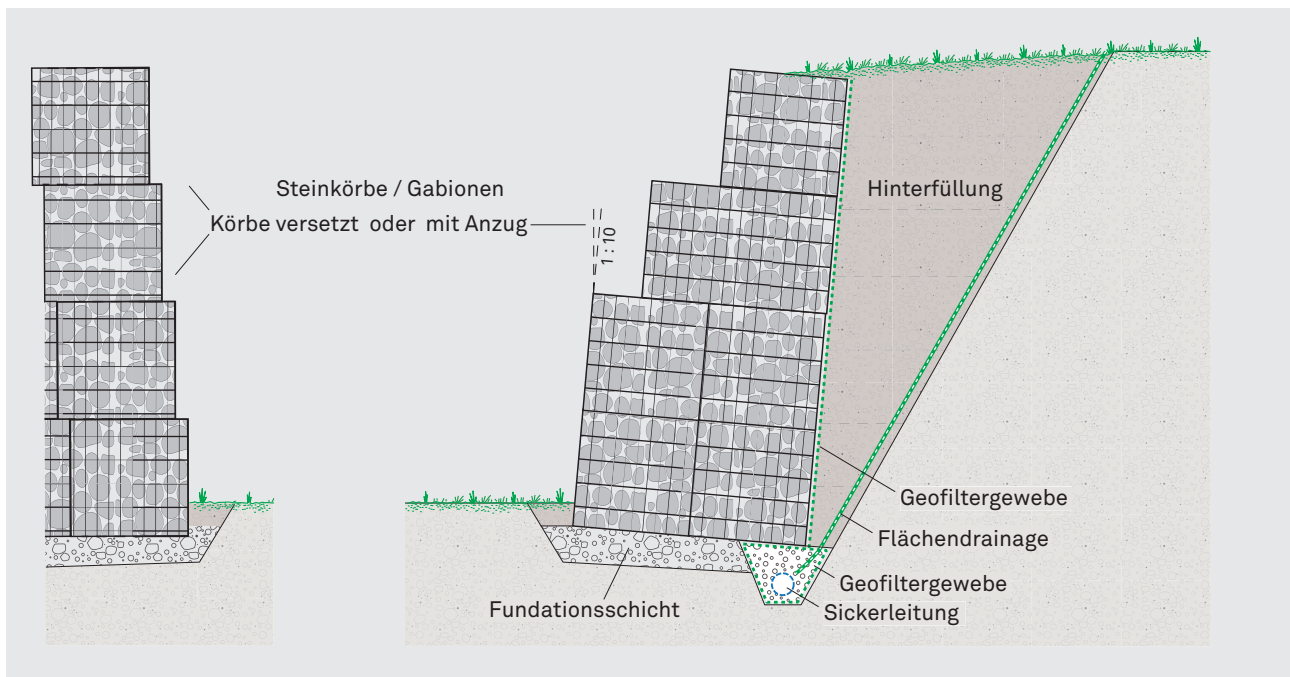 Steinkörbe / Gabionen
Körbe versetzt oder mit Anzug
1 : 10
Hinterfüllung
Geofiltergewebe
Flächendrainage
Geofiltergewebe
Sickerleitung
Fundationsschicht